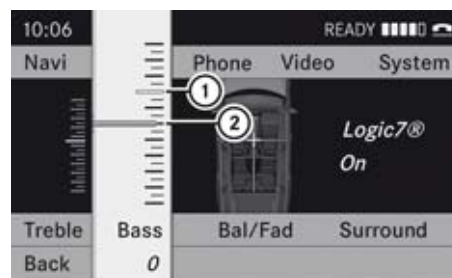 10:06 READY
Navi Phone Video System
1
2
Logic7®
On
Treble Bass Bal/Fad Surround
Back 0